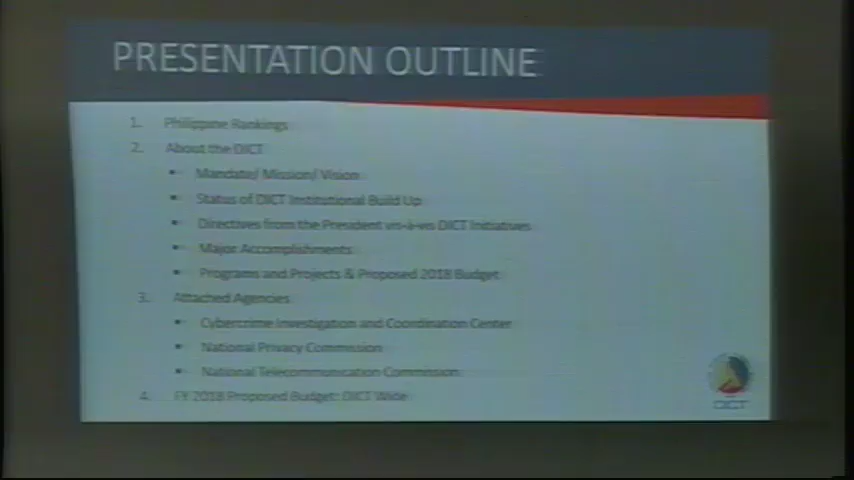 PRESENTATION OUTLINE
1. Philippine Rankings
2. About the DICT
▪ Mandate/ Mission/ Vision
▪ Status of DICT Institutional Build Up
▪ Directives from the President vis-à-vis DICT Initiatives
▪ Major Accomplishments
▪ Programs and Projects & Proposed 2018 Budget
3. Attached Agencies
▪ Cybercrime Investigation and Coordination Center
▪ National Privacy Commission
▪ National Telecommunication Commission
4. FY 2018 Proposed Budget: DICT Wide
DICT